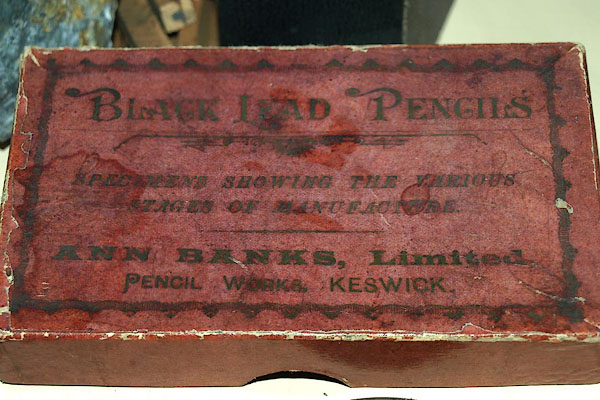 Black Lead Pencils
SPECIMENS SHOWING THE VARIOUS
STAGES OF MANUFACTURE.
ANN BANKS, Limited.
PENCIL WORKS, KESWICK.